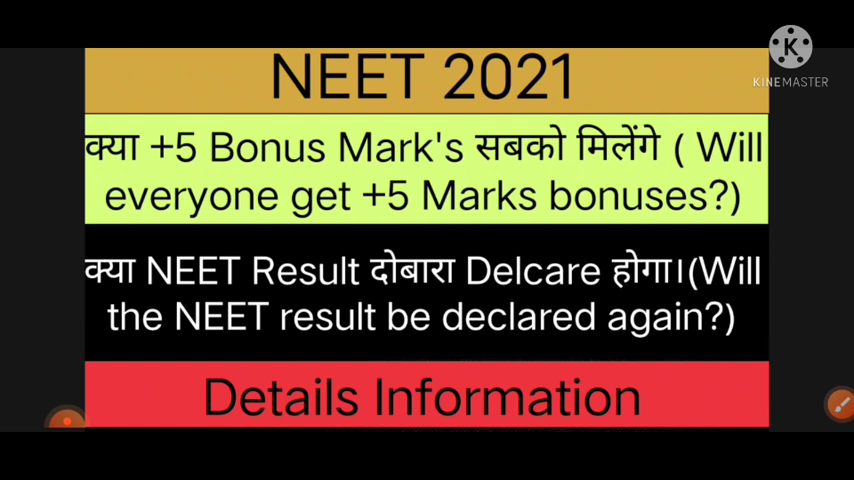 K
KINEMASTER
NEET 2021
क्या +5 Bonus Mark's सबको मिलेंगे ( Will
everyone get +5 Marks bonuses?)
क्या NEET Result दोबारा Delcare होगा।(Will
the NEET result be declared again?)
Details Information